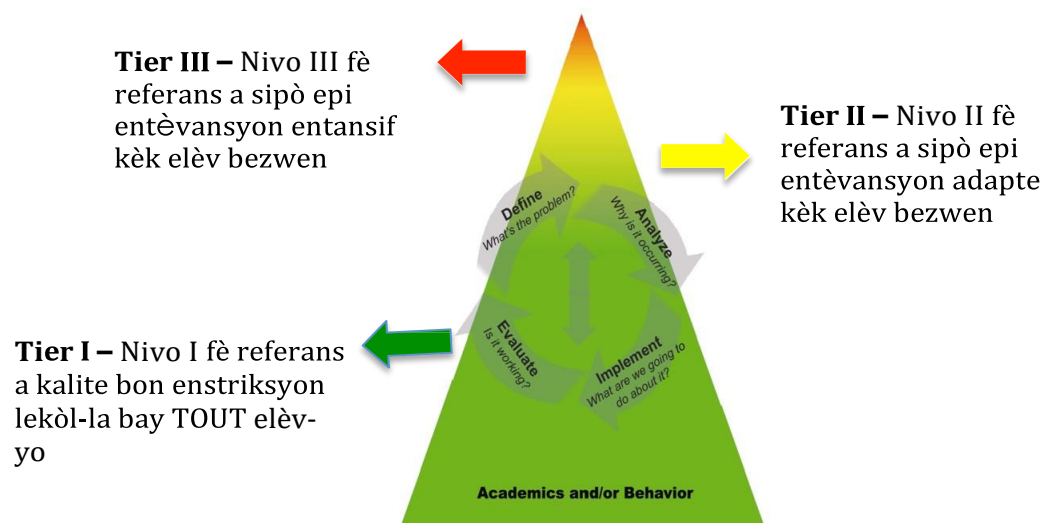 Tier III – Nivo III fè
referans a sipò epi
entèvansyon entansif
kèk elèv bezwen
Tier II – Nivo II fè
referans a sipò epi
entèvansyon adapte
kèk elèv bezwen
Define
What's the problem?
Analyze
Why is it occurring?
Implement
What are we going to
do about it?
Evaluate
Is it working?
Tier I – Nivo I fè referans
a kalite bon enstriksyon
lekòl-la bay TOUT elèv-
yo
Academics and/or Behavior